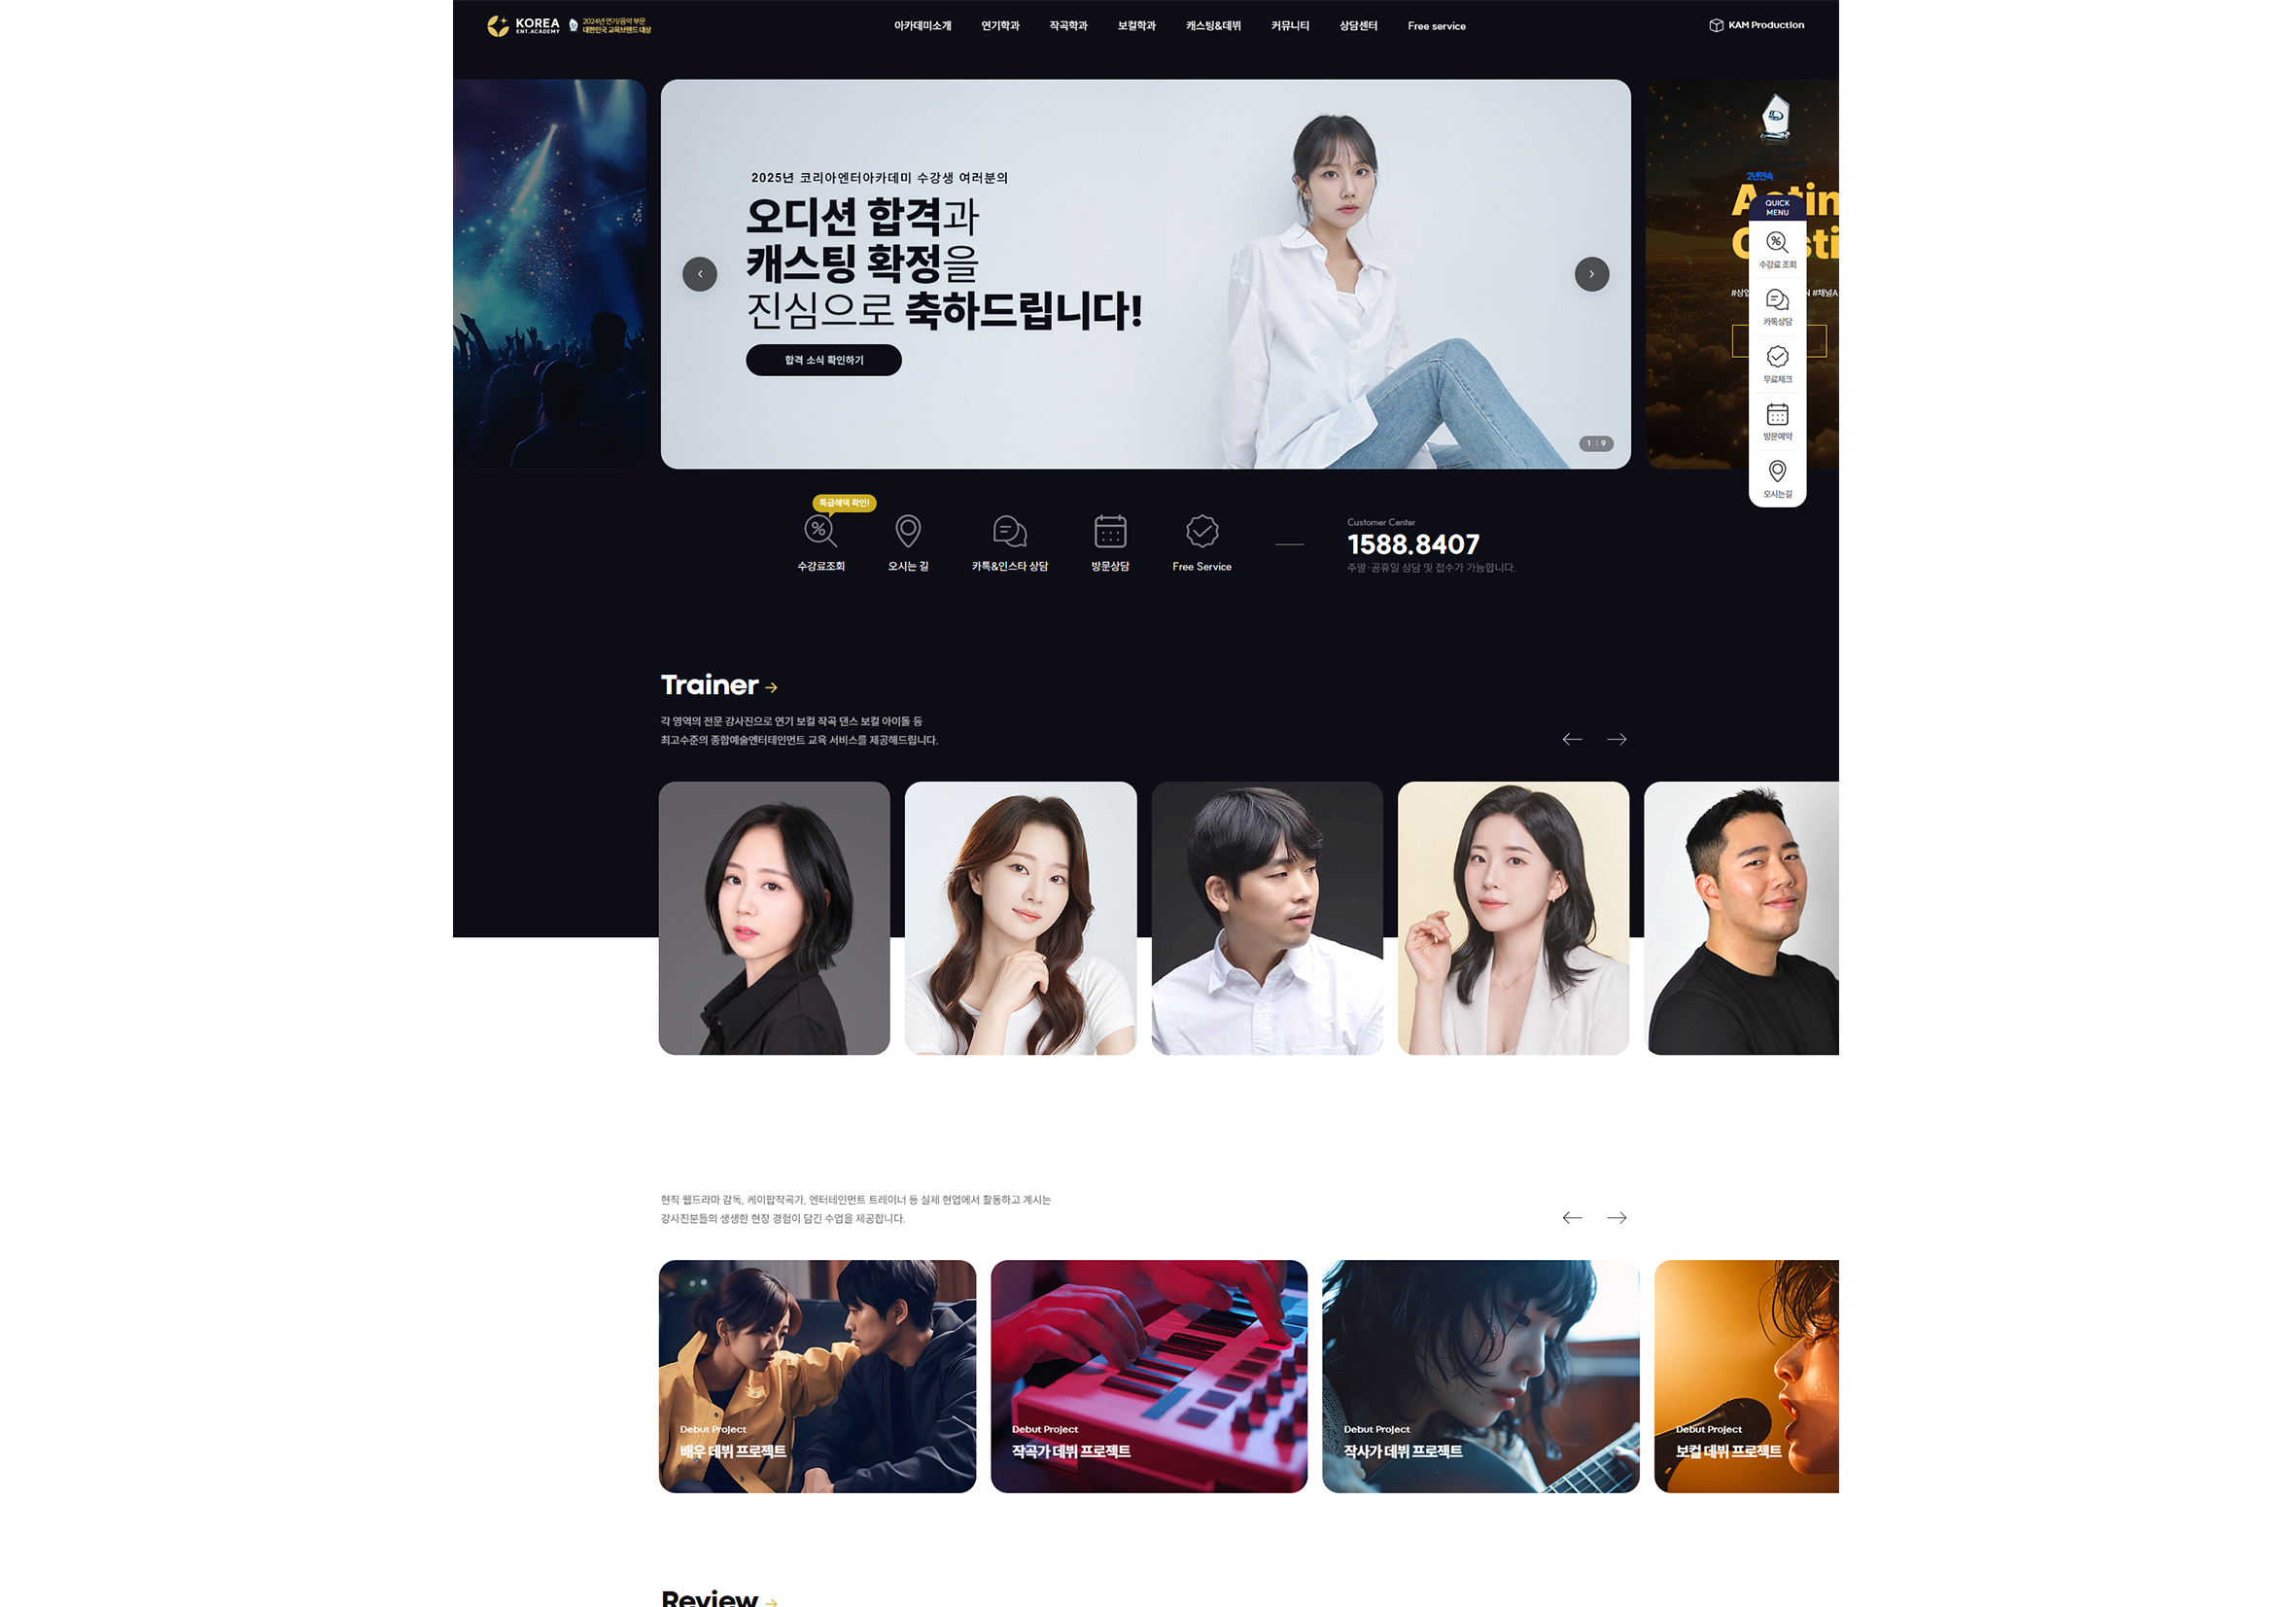 KOREA
ENT.ACADEMY
2024년 연기/음악 부문
대한민국 교육브랜드 대상
아카데미소개
연기학과
작곡학과
보컬학과
캐스팅&데뷔
커뮤니티
상담센터
Free service
KAM Production
2025년 코리아엔터아카데미 수강생 여러분의
오디션 합격과
캐스팅 확정을
진심으로 축하드립니다!
합격 소식 확인하기
1 | 9
2년연속
#채널A
QUICK
MENU
수강료 조회
카톡상담
무료체크
방문예약
오시는길
특급혜택 확인!
수강료조회
오시는 길
카톡&인스타 상담
방문상담
Free Service
Customer Center
1588.8407
주말·공휴일 상담 및 접수가 가능합니다.
Trainer
각 영역의 전문 강사진으로 연기 보컬 작곡 댄스 보컬 아이돌 등
최고수준의 종합예술엔터테인먼트 교육 서비스를 제공해드립니다.
현직 웹드라마 감독, 케이팝작곡가, 엔터테인먼트 트레이너 등 실제 현업에서 활동하고 계시는
강사진분들의 생생한 현장 경험이 담긴 수업을 제공합니다.
Debut Project
배우 데뷔 프로젝트
Debut Project
작곡가 데뷔 프로젝트
Debut Project
작사가 데뷔 프로젝트
Debut Project
보컬 데뷔 프로젝트
Review